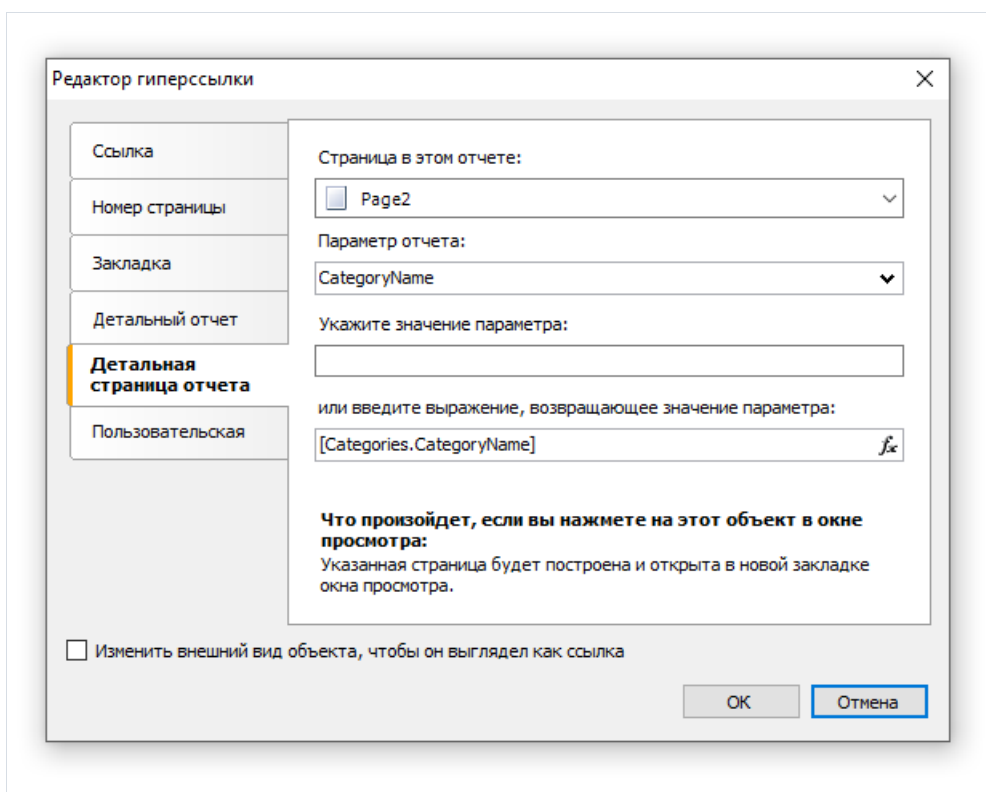 Редактор гиперссылки
Ссылка
Номер страницы
Закладка
Детальный отчет
Детальная
страница отчета
Пользовательская
Страница в этом отчете:
Page2
Параметр отчета:
CategoryName
Укажите значение параметра:
или введите выражение, возвращающее значение параметра:
[Categories.CategoryName]
fx
Что произойдет, если вы нажмете на этот объект в окне
просмотра:
Указанная страница будет построена и открыта в новой закладке
окна просмотра.
Изменить внешний вид объекта, чтобы он выглядел как ссылка
OK
Отмена